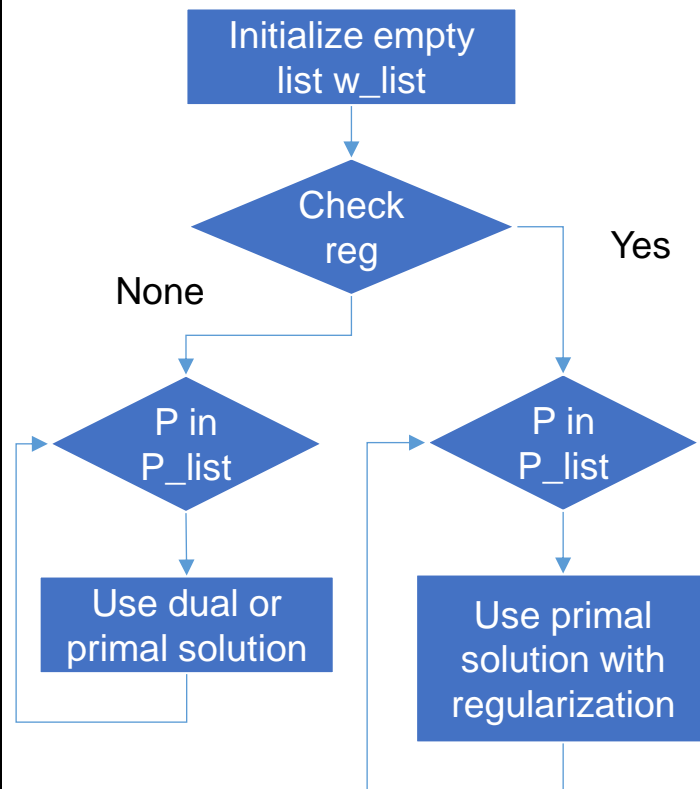 Initialize empty
list w_list
Check
reg
Yes
None
P in
P_list
P in
P_list
Use dual or
primal solution
Use primal
solution with
regularization